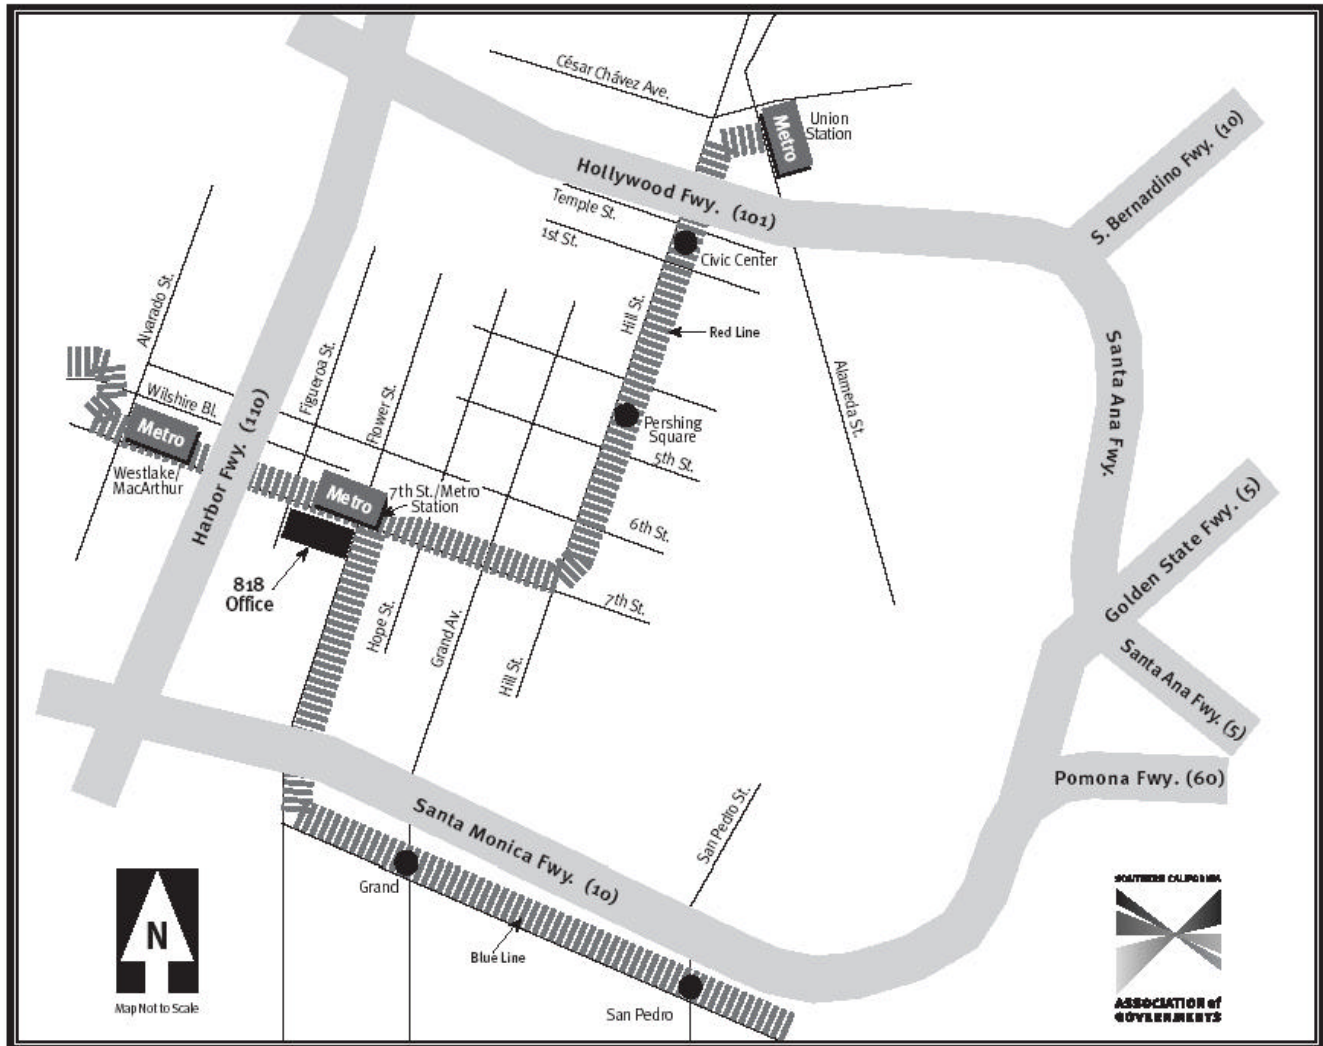 César Chávez Ave.
Metro
Union
Station
S. Bernardino Fwy. (10)
Hollywood Fwy. (101)
Temple St.
1st St.
Civic Center
Hill St.
Red Line
Alvarado St.
Wilshire Bl.
Figueroa St.
Flower St.
Alameda St.
Santa Ana Fwy.
Pershing
Square
5th St.
Metro
Westlake/
MacArthur
Harbor Fwy. (110)
Metro
7th St./Metro
Station
6th St.
7th St.
818
Office
Hope St.
Grand Av.
Hill St.
Golden State Fwy. (5)
Santa Ana Fwy. (5)
Pomona Fwy. (60)
Santa Monica Fwy. (10)
San Pedro St.
Grand
Blue Line
San Pedro
N
Map Not to Scale
SOUTHERN CALIFORNIA
ASSOCIATION of
GOVERNMENTS